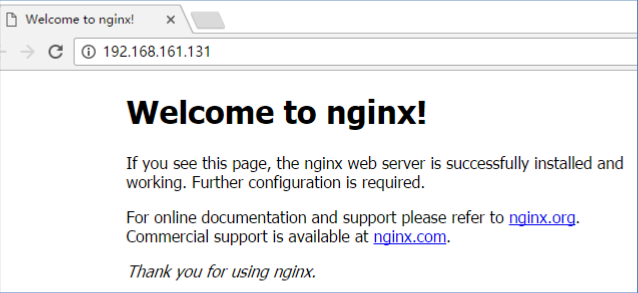 Welcome to nginx!
192.168.161.131
Welcome to nginx!
If you see this page, the nginx web server is successfully installed and
working. Further configuration is required.
For online documentation and support please refer to nginx.org.
Commercial support is available at nginx.com.
Thank you for using nginx.